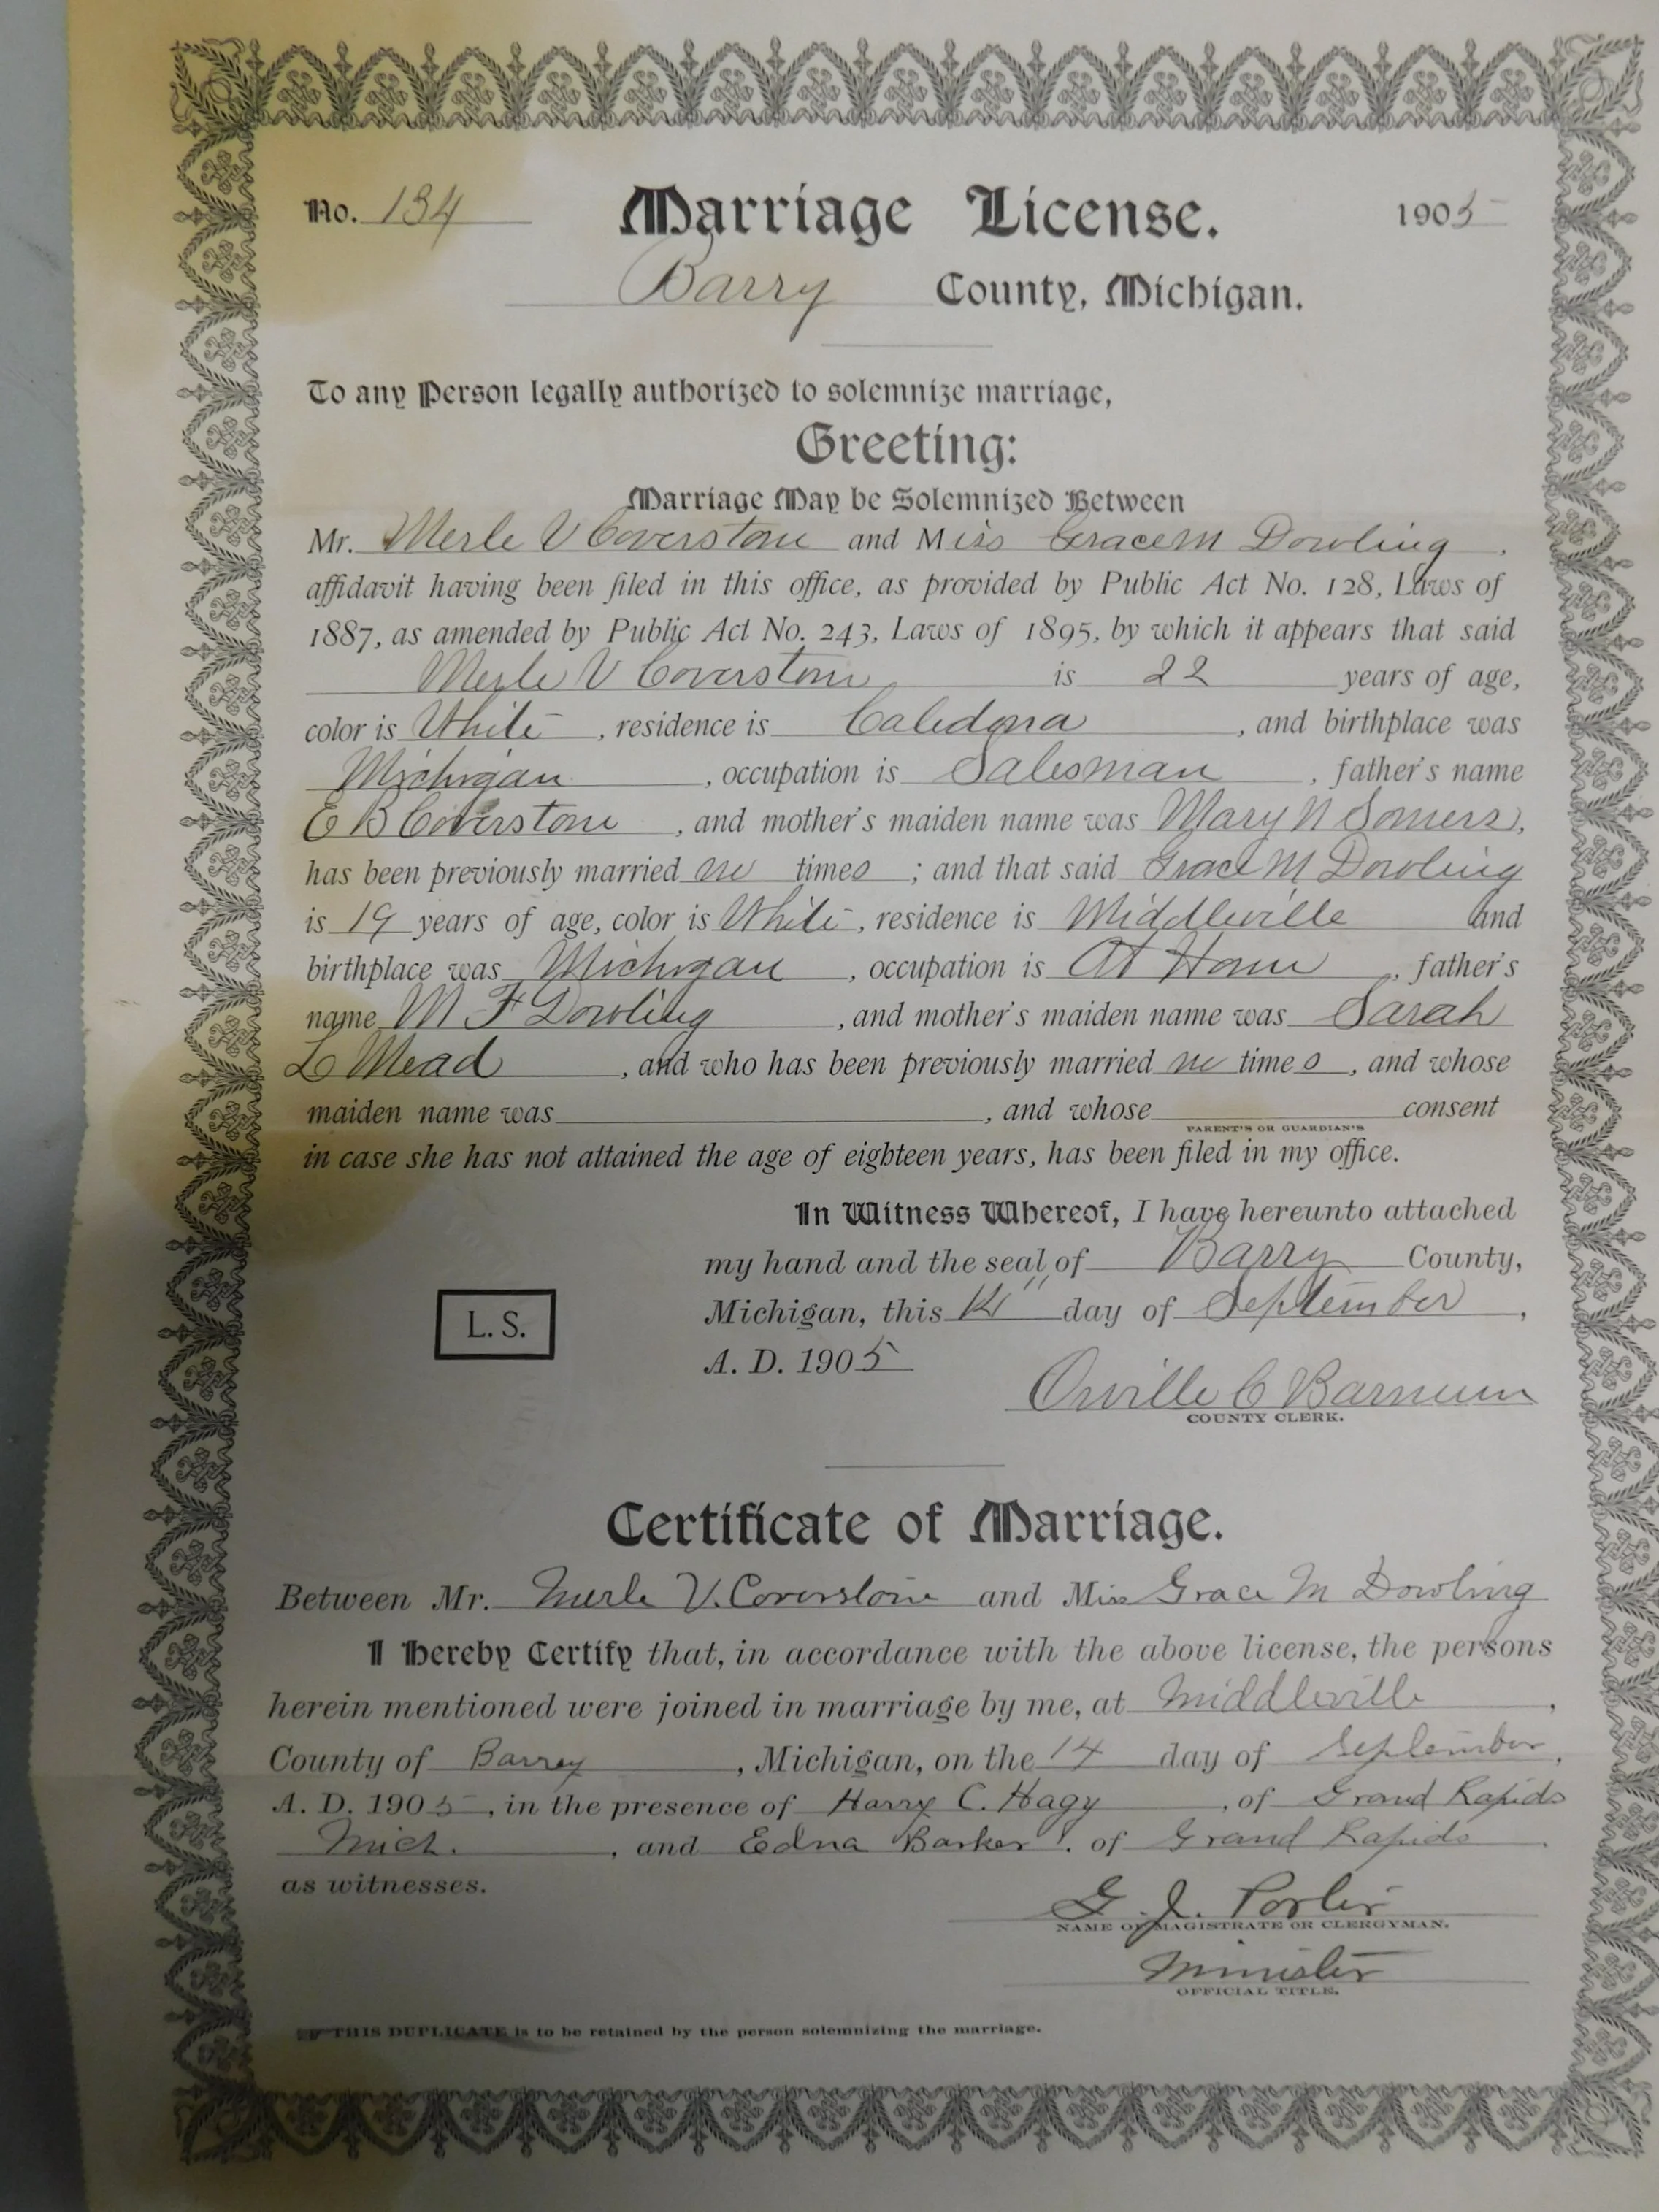 No. 134 Marriage License. 1905
Barry County, Michigan.
To any Person legally authorized to solemnize marriage,
Greeting:
Marriage May be Solemnized Between
Mr. Merle V Coverstone and Miss Grace M Dowling,
affidavit having been filed in this office, as provided by Public Act No. 128, Laws of
1887, as amended by Public Act No. 243, Laws of 1895, by which it appears that said
Merle V Coverstone is 22 years of age,
color is White, residence is Caledona, and birthplace was
Michigan, occupation is Salesman, father's name
E B Coverstone, and mother's maiden name was Mary N Somers,
has been previously married no times; and that said Grace M Dowling
is 19 years of age, color is White, residence is Middleville and
birthplace was Michigan, occupation is At Home, father's
name M F Dowling, and mother's maiden name was Sarah
L Mead, and who has been previously married no times, and whose
maiden name was, and whose consent
PARENT'S OR GUARDIAN'S
in case she has not attained the age of eighteen years, has been filed in my office.
In Witness Whereof, I have hereunto attached
my hand and the seal of Barry County,
L. S. Michigan, this 14" day of September,
A. D. 1905
Orville C Barnum
COUNTY CLERK.
Certificate of Marriage.
Between Mr. Merle V. Coverstone and Miss Grace M Dowling
I Hereby Certify that, in accordance with the above license, the persons
herein mentioned were joined in marriage by me, at Middleville,
County of Barrey, Michigan, on the 14 day of September,
A. D. 1905, in the presence of Harry C. Hagy, of Grand Rapids
Mich., and Edna Barker. of Grand Rapids.
as witnesses.
G. J. Porter
NAME OF MAGISTRATE OR CLERGYMAN.
Minister
OFFICIAL TITLE.
THIS DUPLICATE is to be retained by the person solemnizing the marriage.